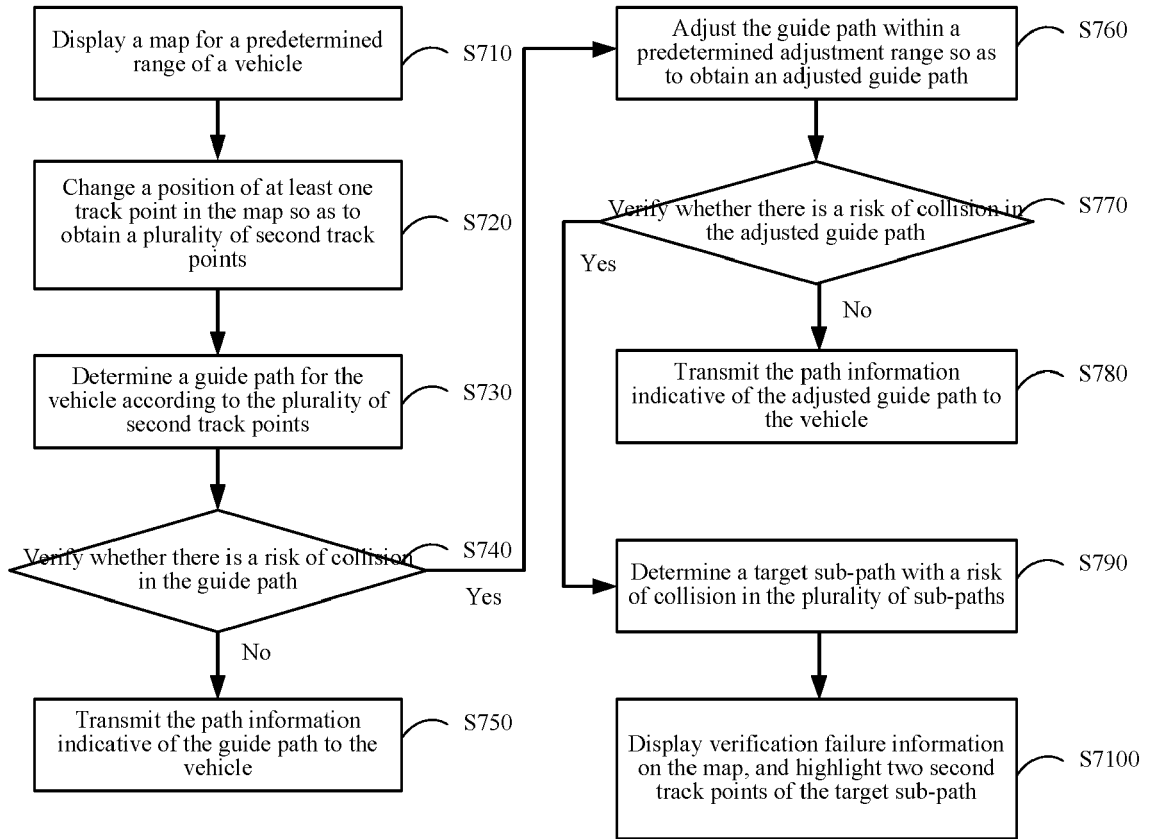 Display a map for a predetermined
range of a vehicle
S710
Change a position of at least one
track point in the map so as to
obtain a plurality of second track
points
S720
Determine a guide path for the
vehicle according to the plurality of
second track points
S730
Verify whether there is a risk of collision
in the guide path
S740
Yes
No
Transmit the path information
indicative of the guide path to the
vehicle
S750
Adjust the guide path within a
predetermined adjustment range so as
to obtain an adjusted guide path
S760
Verify whether there is a risk of collision in
the adjusted guide path
S770
Yes
No
Transmit the path information
indicative of the adjusted guide path to
the vehicle
S780
Determine a target sub-path with a risk
of collision in the plurality of sub-paths
S790
Display verification failure information
on the map, and highlight two second
track points of the target sub-path
S7100